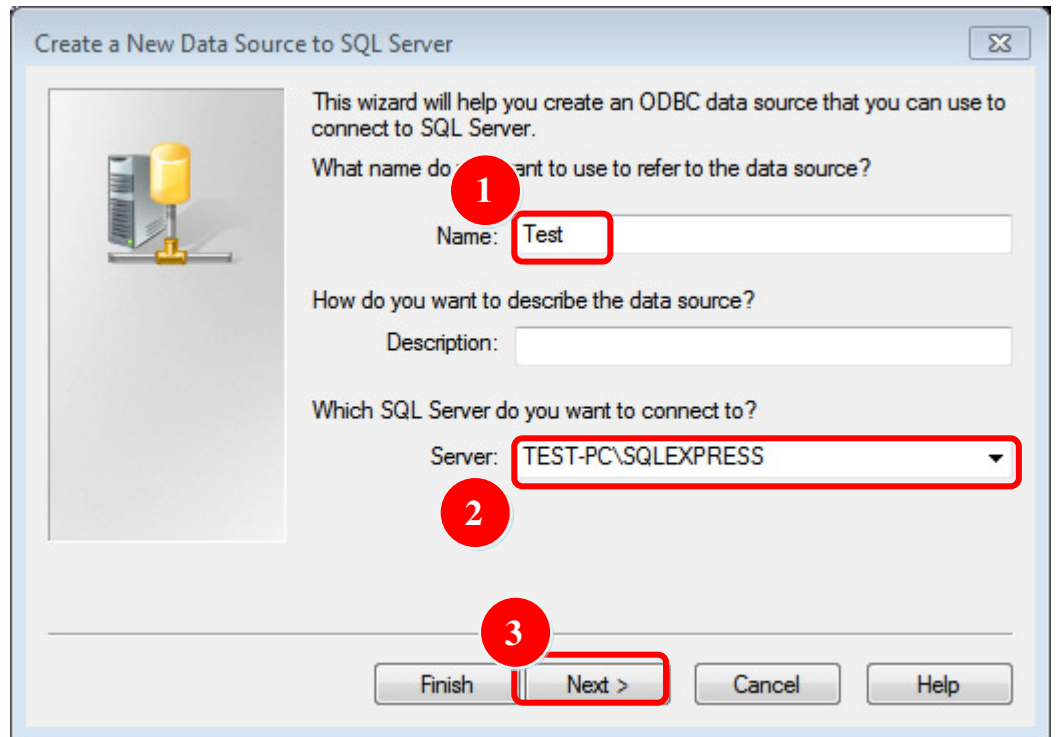 Create a New Data Source to SQL Server
This wizard will help you create an ODBC data source that you can use to
connect to SQL Server.
What name do ant to use to refer to the data source?
1
Name: Test
How do you want to describe the data source?
Description:
Which SQL Server do you want to connect to?
Server: TEST-PC\SQLEXPRESS
2
3
Finish Next > Cancel Help